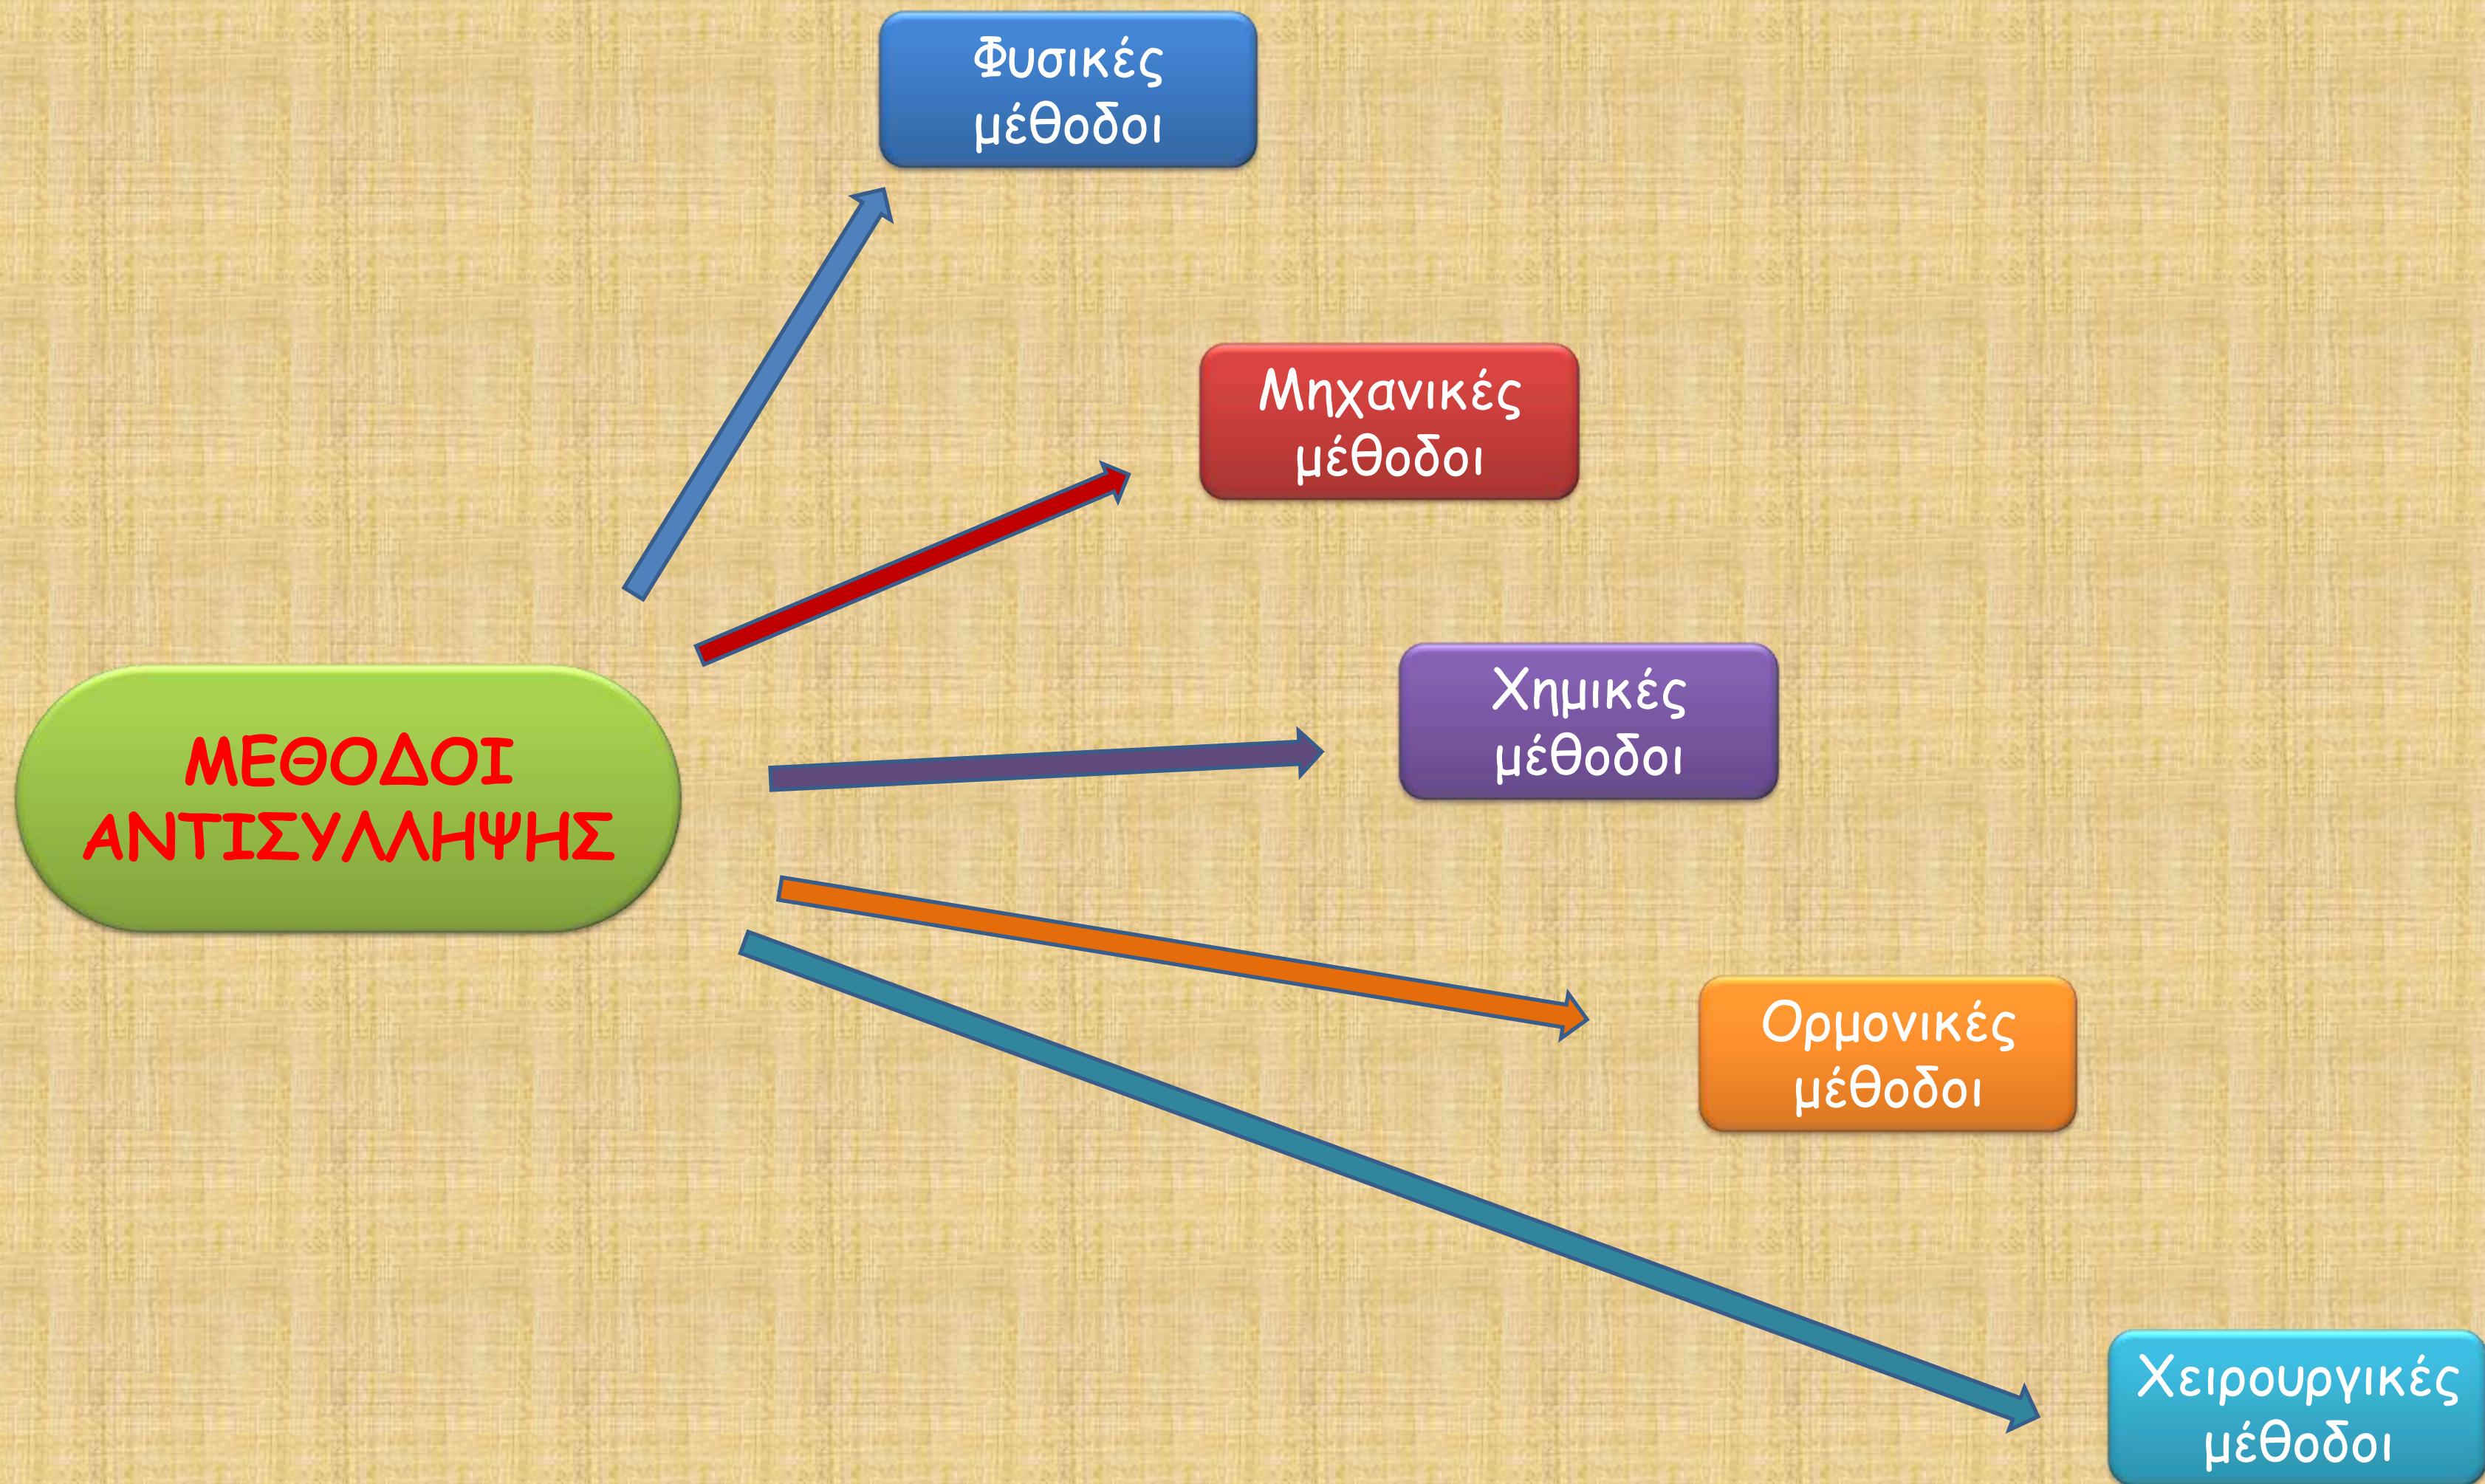 Φυσικές
μέθοδοι
Μηχανικές
μέθοδοι
Χημικές
μέθοδοι
ΜΕΘΟΔΟΙ
ΑΝΤΙΣΥΛΛΗΨΗΣ
Ορμονικές
μέθοδοι
Χειρουργικές
μέθοδοι